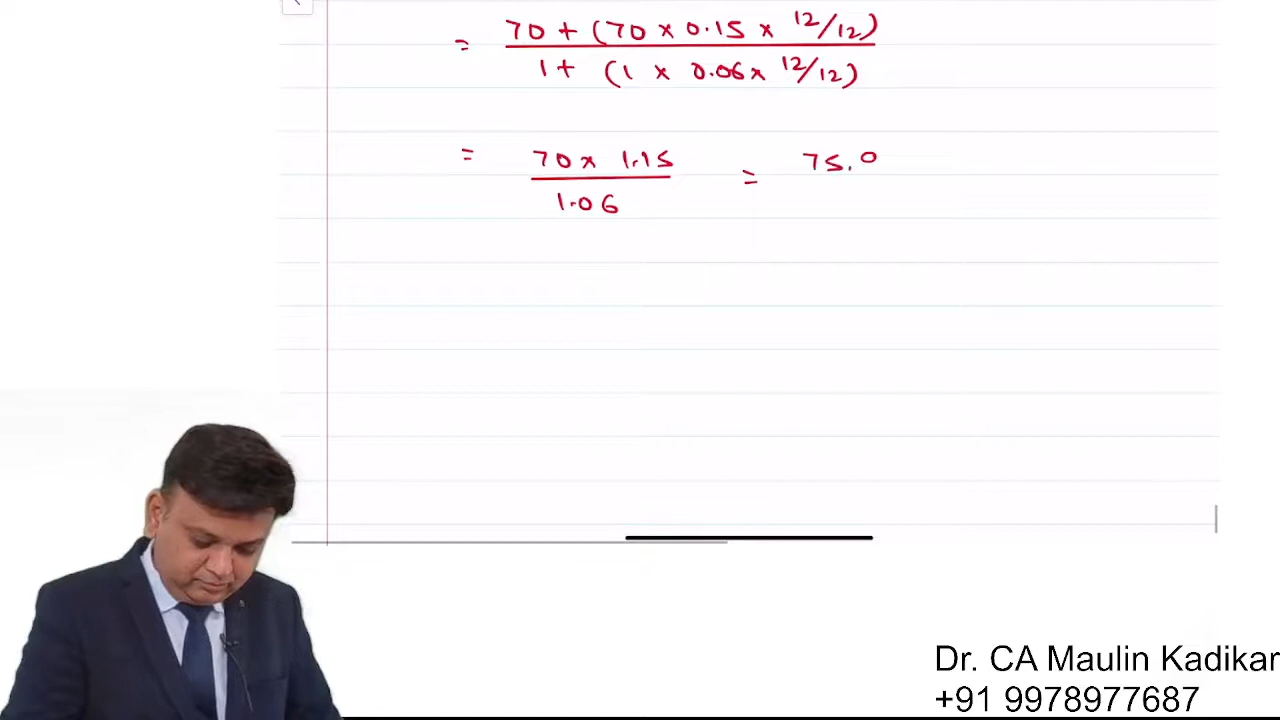 = 70 + (70 × 0.15 × 12/12)
1 + (1 × 0.06 × 12/12)
= 70 × 1.15 = 75.0
1.06
Dr. CA Maulin Kadikar
+91 9978977687